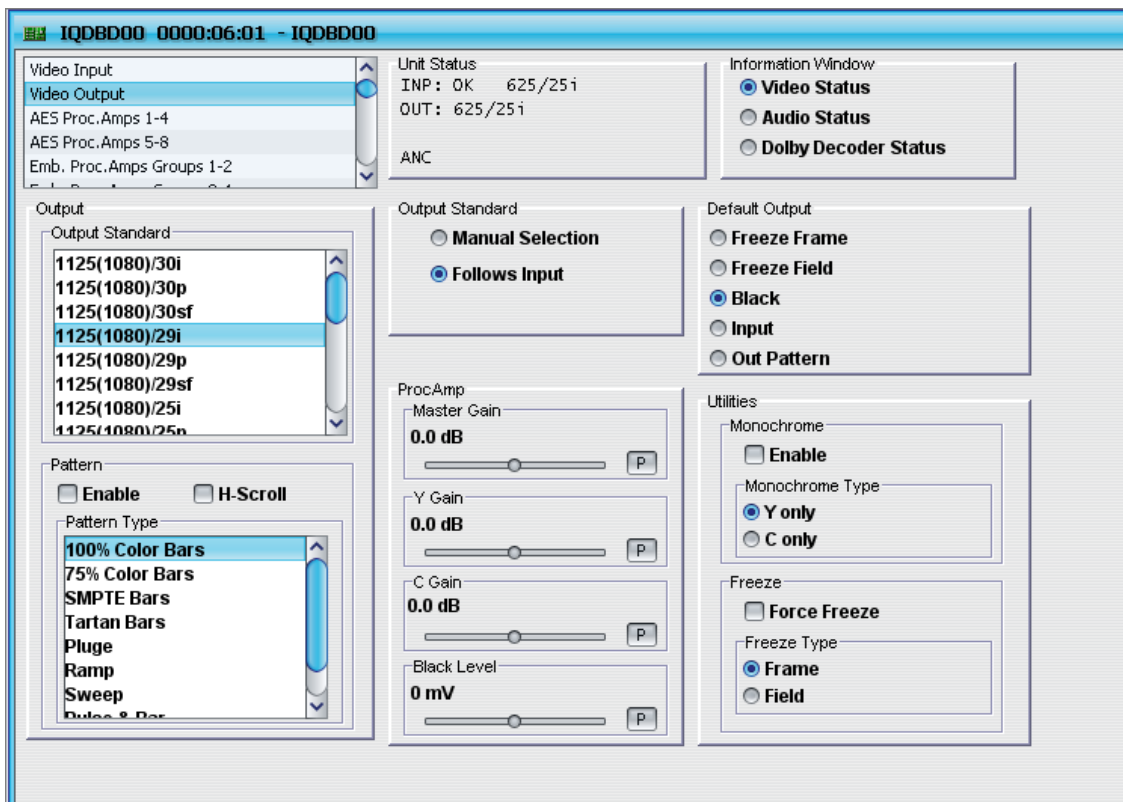 IQDBD00 0000:06:01 - IQDBD00
Video Input
Video Output
AES Proc.Amps 1-4
AES Proc.Amps 5-8
Emb. Proc.Amps Groups 1-2
Unit Status
INP: OK 625/25i
OUT: 625/25i
ANC
Information Window
Video Status
Audio Status
Dolby Decoder Status
Output
Output Standard
1125(1080)/30i
1125(1080)/30p
1125(1080)/30sf
1125(1080)/29i
1125(1080)/29p
1125(1080)/29sf
1125(1080)/25i
1125(1080)/25p
Pattern
Enable
H-Scroll
Pattern Type
100% Color Bars
75% Color Bars
SMPTE Bars
Tartan Bars
Pluge
Ramp
Sweep
Pulse & Bar
Output Standard
Manual Selection
Follows Input
ProcAmp
Master Gain
0.0 dB
P
Y Gain
0.0 dB
P
C Gain
0.0 dB
P
Black Level
0 mV
P
Default Output
Freeze Frame
Freeze Field
Black
Input
Out Pattern
Utilities
Monochrome
Enable
Monochrome Type
Y only
C only
Freeze
Force Freeze
Freeze Type
Frame
Field